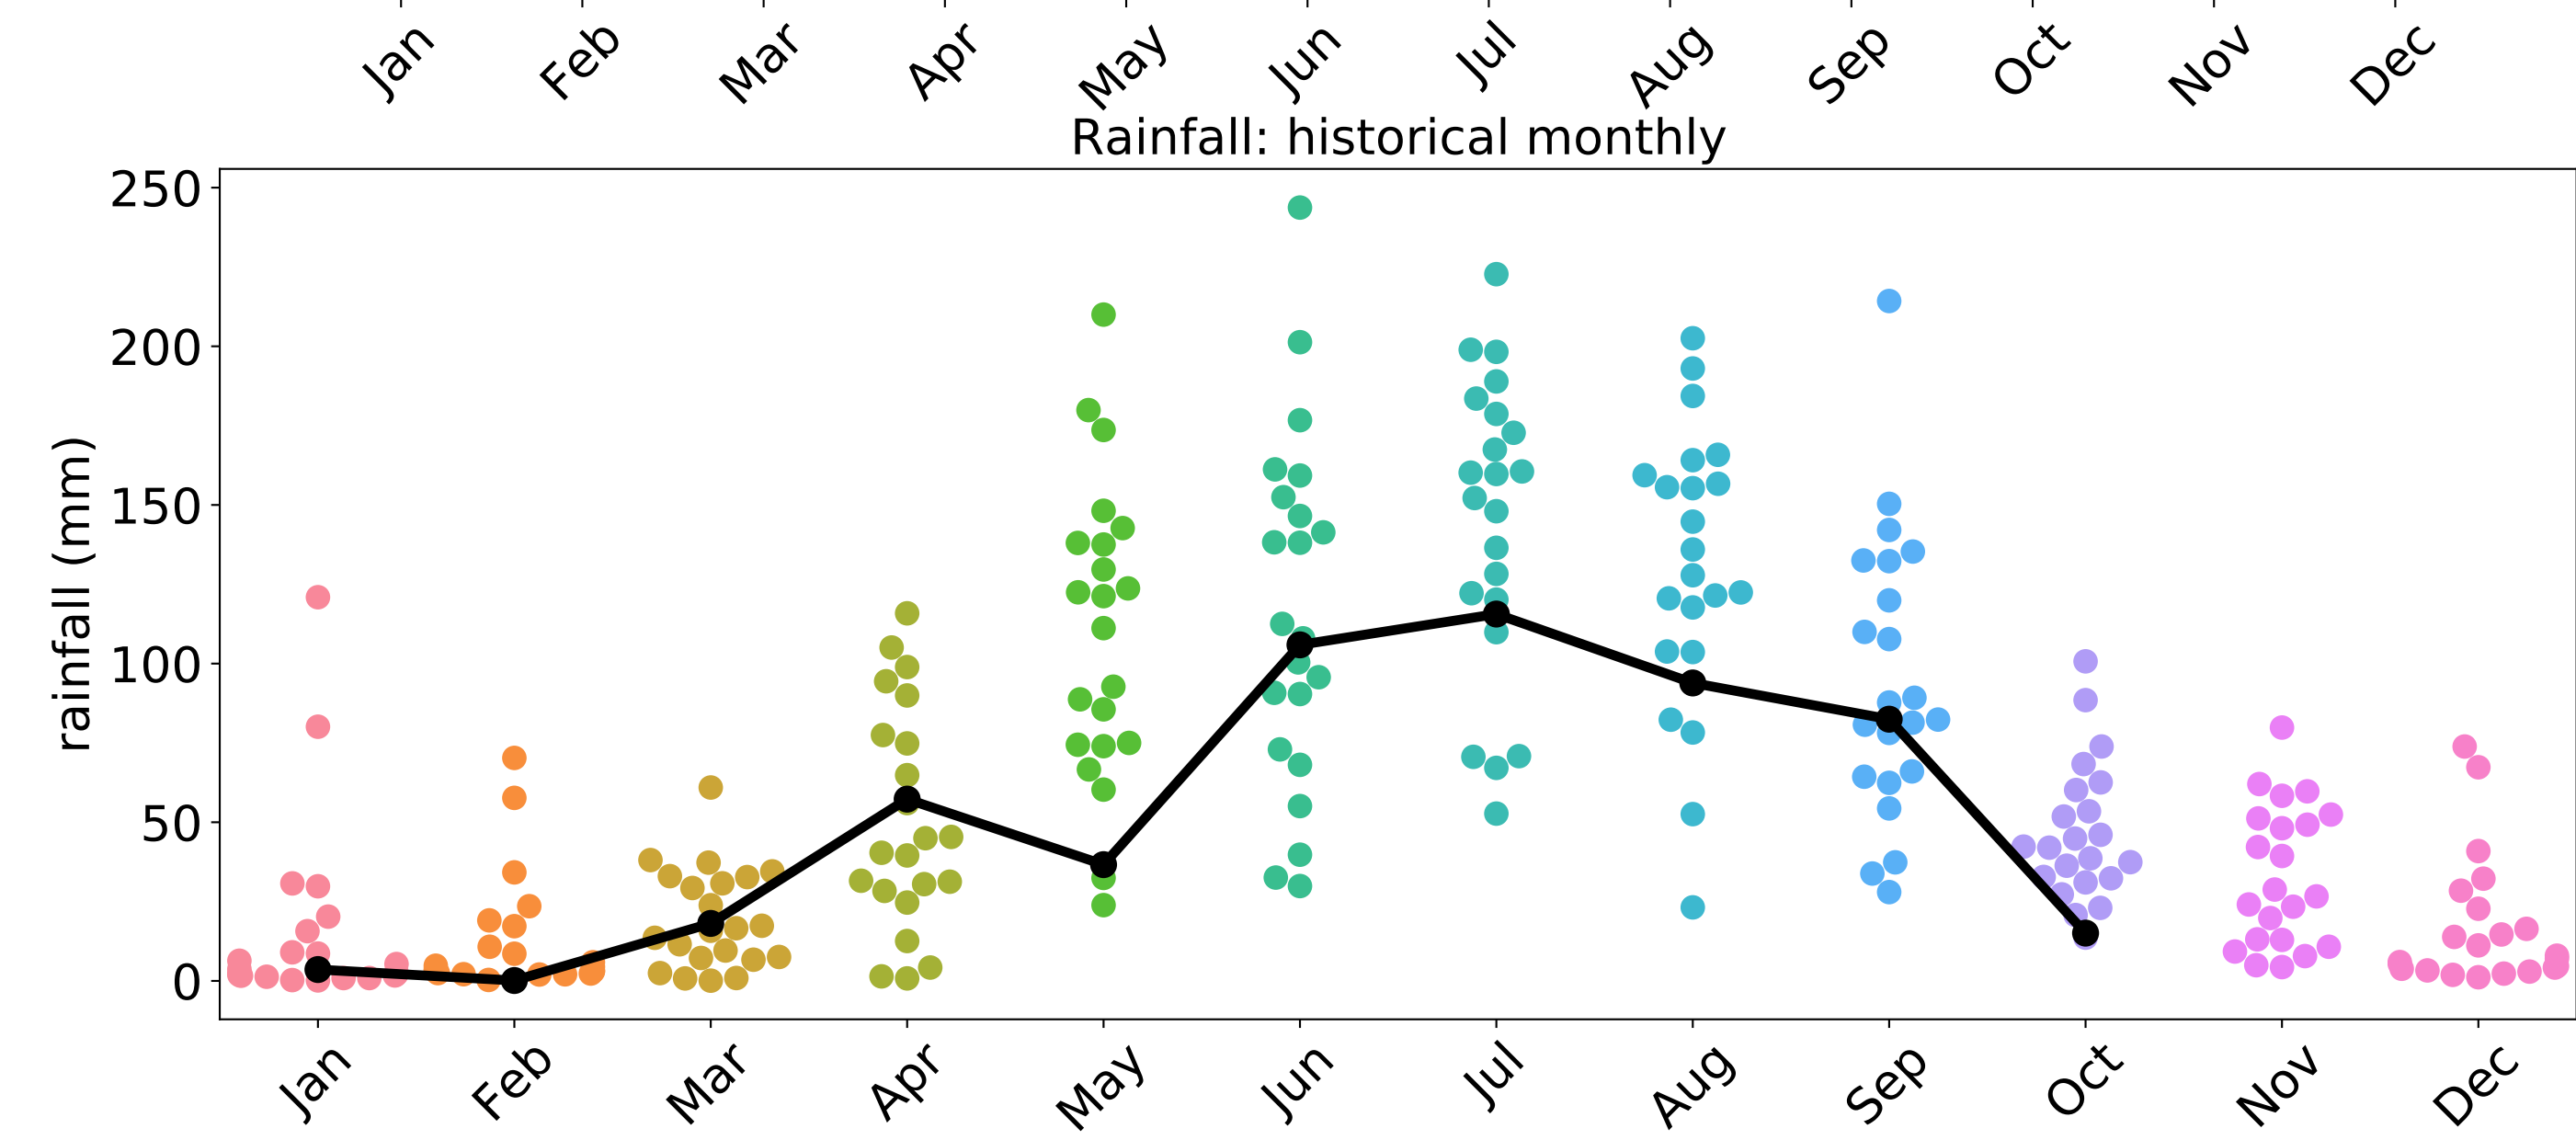 Jan Feb Mar Apr May Jun Jul Aug Sep Oct Nov Dec
Rainfall: historical monthly
250
200
150
100
50
0
rainfall (mm)
Jan Feb Mar Apr May Jun Jul Aug Sep Oct Nov Dec